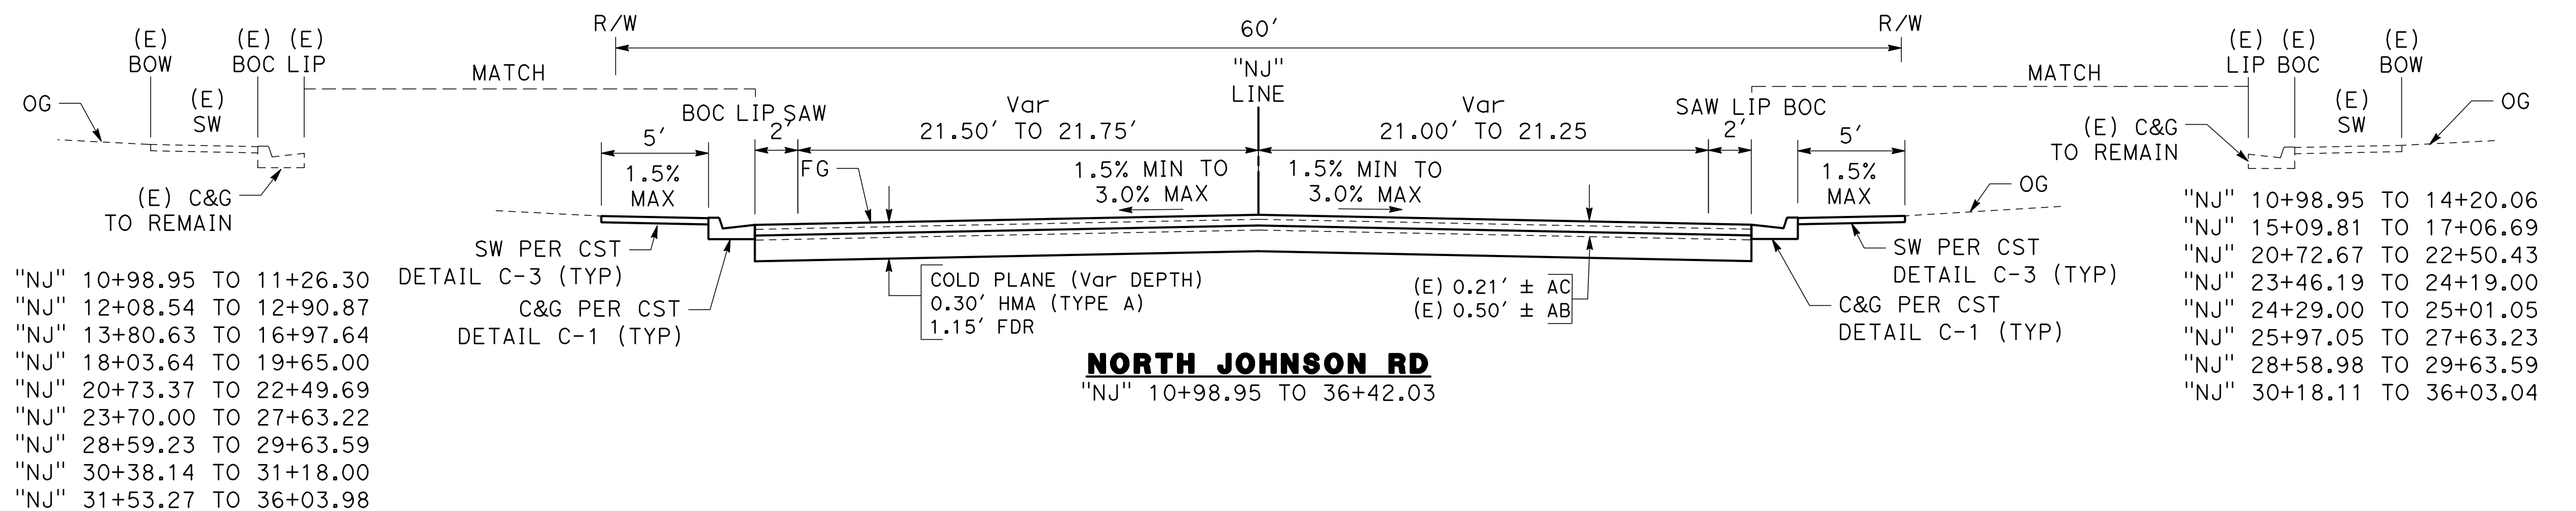 R/W
60'
R/W
(E)
BOW
(E)
BOC
(E)
LIP
MATCH
"NJ"
LINE
MATCH
(E)
LIP
(E)
BOC
(E)
BOW
OG
(E)
SW
BOC LIP SAW
Var
21.50' TO 21.75'
Var
21.00' TO 21.25
SAW LIP BOC
(E)
SW
OG
5'
2'
2'
5'
(E) C&G
TO REMAIN
1.5%
MAX
FG
1.5% MIN TO
3.0% MAX
1.5% MIN TO
3.0% MAX
1.5%
MAX
OG
(E) C&G
TO REMAIN
SW PER CST
DETAIL C-3 (TYP)
C&G PER CST
DETAIL C-1 (TYP)
COLD PLANE (Var DEPTH)
0.30' HMA (TYPE A)
1.15' FDR
(E) 0.21' ± AC
(E) 0.50' ± AB
SW PER CST
DETAIL C-3 (TYP)
C&G PER CST
DETAIL C-1 (TYP)
"NJ" 10+98.95 TO 11+26.30
"NJ" 12+08.54 TO 12+90.87
"NJ" 13+80.63 TO 16+97.64
"NJ" 18+03.64 TO 19+65.00
"NJ" 20+73.37 TO 22+49.69
"NJ" 23+70.00 TO 27+63.22
"NJ" 28+59.23 TO 29+63.59
"NJ" 30+38.14 TO 31+18.00
"NJ" 31+53.27 TO 36+03.98
NORTH JOHNSON RD
"NJ" 10+98.95 TO 36+42.03
"NJ" 10+98.95 TO 14+20.06
"NJ" 15+09.81 TO 17+06.69
"NJ" 20+72.67 TO 22+50.43
"NJ" 23+46.19 TO 24+19.00
"NJ" 24+29.00 TO 25+01.05
"NJ" 25+97.05 TO 27+63.23
"NJ" 28+58.98 TO 29+63.59
"NJ" 30+18.11 TO 36+03.04